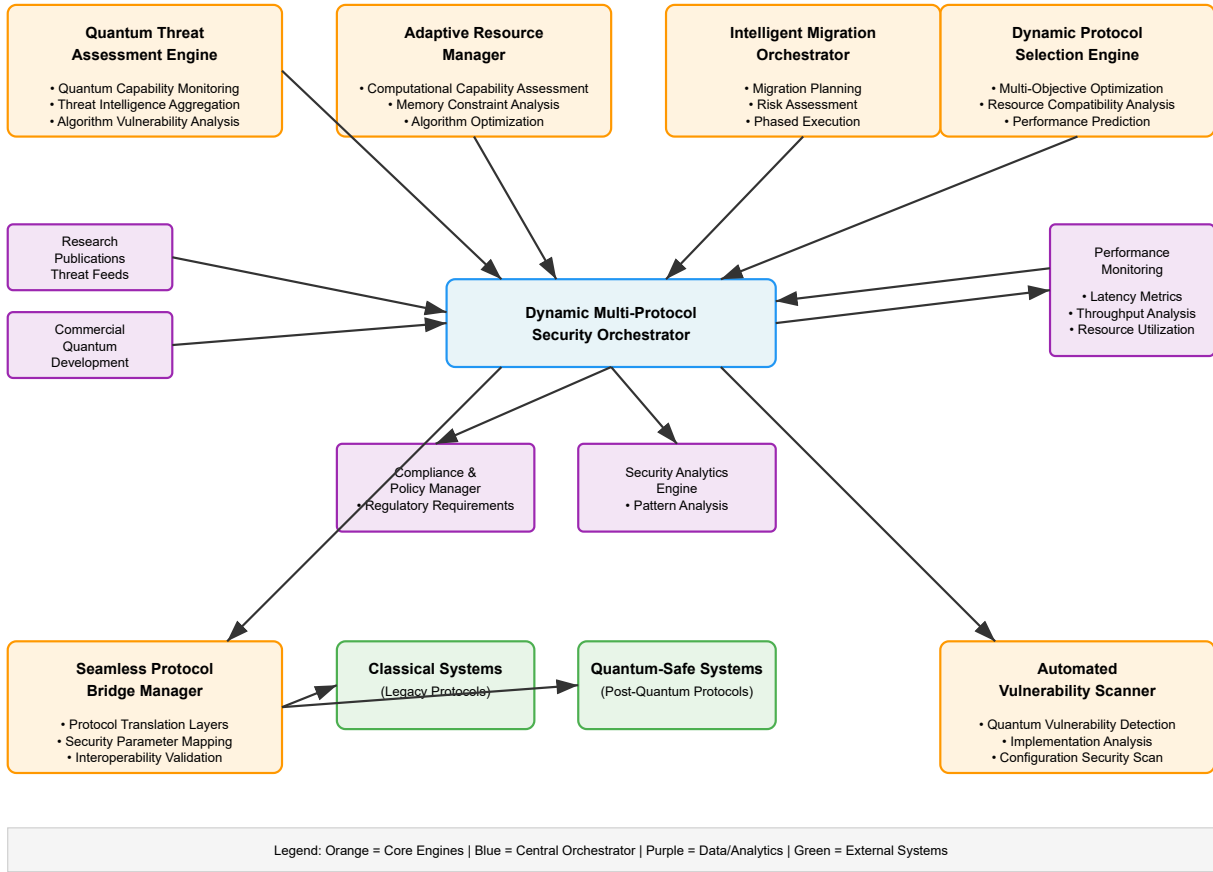 Quantum Threat
Assessment Engine
• Quantum Capability Monitoring
• Threat Intelligence Aggregation
• Algorithm Vulnerability Analysis
Adaptive Resource
Manager
• Computational Capability Assessment
• Memory Constraint Analysis
• Algorithm Optimization
Intelligent Migration
Orchestrator
• Migration Planning
• Risk Assessment
• Phased Execution
Dynamic Protocol
Selection Engine
• Multi-Objective Optimization
• Resource Compatibility Analysis
• Performance Prediction
Research
Publications
Threat Feeds
Commercial
Quantum
Development
Dynamic Multi-Protocol
Security Orchestrator
Performance
Monitoring
• Latency Metrics
• Throughput Analysis
• Resource Utilization
Compliance &
Policy Manager
• Regulatory Requirements
Security Analytics
Engine
• Pattern Analysis
Seamless Protocol
Bridge Manager
• Protocol Translation Layers
• Security Parameter Mapping
• Interoperability Validation
Classical Systems
(Legacy Protocols)
Quantum-Safe Systems
(Post-Quantum Protocols)
Automated
Vulnerability Scanner
• Quantum Vulnerability Detection
• Implementation Analysis
• Configuration Security Scan
Legend: Orange = Core Engines | Blue = Central Orchestrator | Purple = Data/Analytics | Green = External Systems